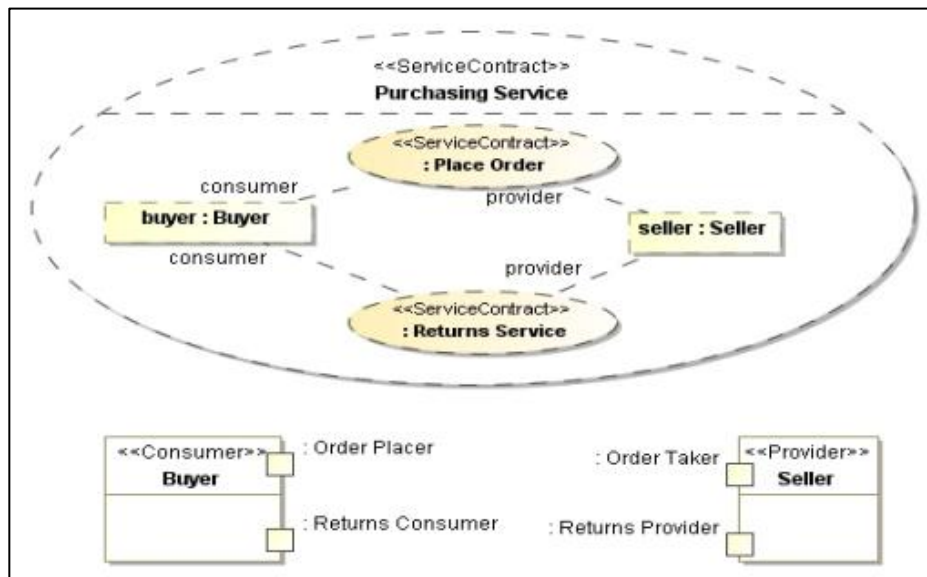 <<ServiceContract>>
Purchasing Service
<<ServiceContract>>
: Place Order
consumer
provider
buyer : Buyer
seller : Seller
consumer
provider
<<ServiceContract>>
: Returns Service
<<Consumer>>
Buyer
: Order Placer
: Returns Consumer
: Order Taker
<<Provider>>
Seller
: Returns Provider